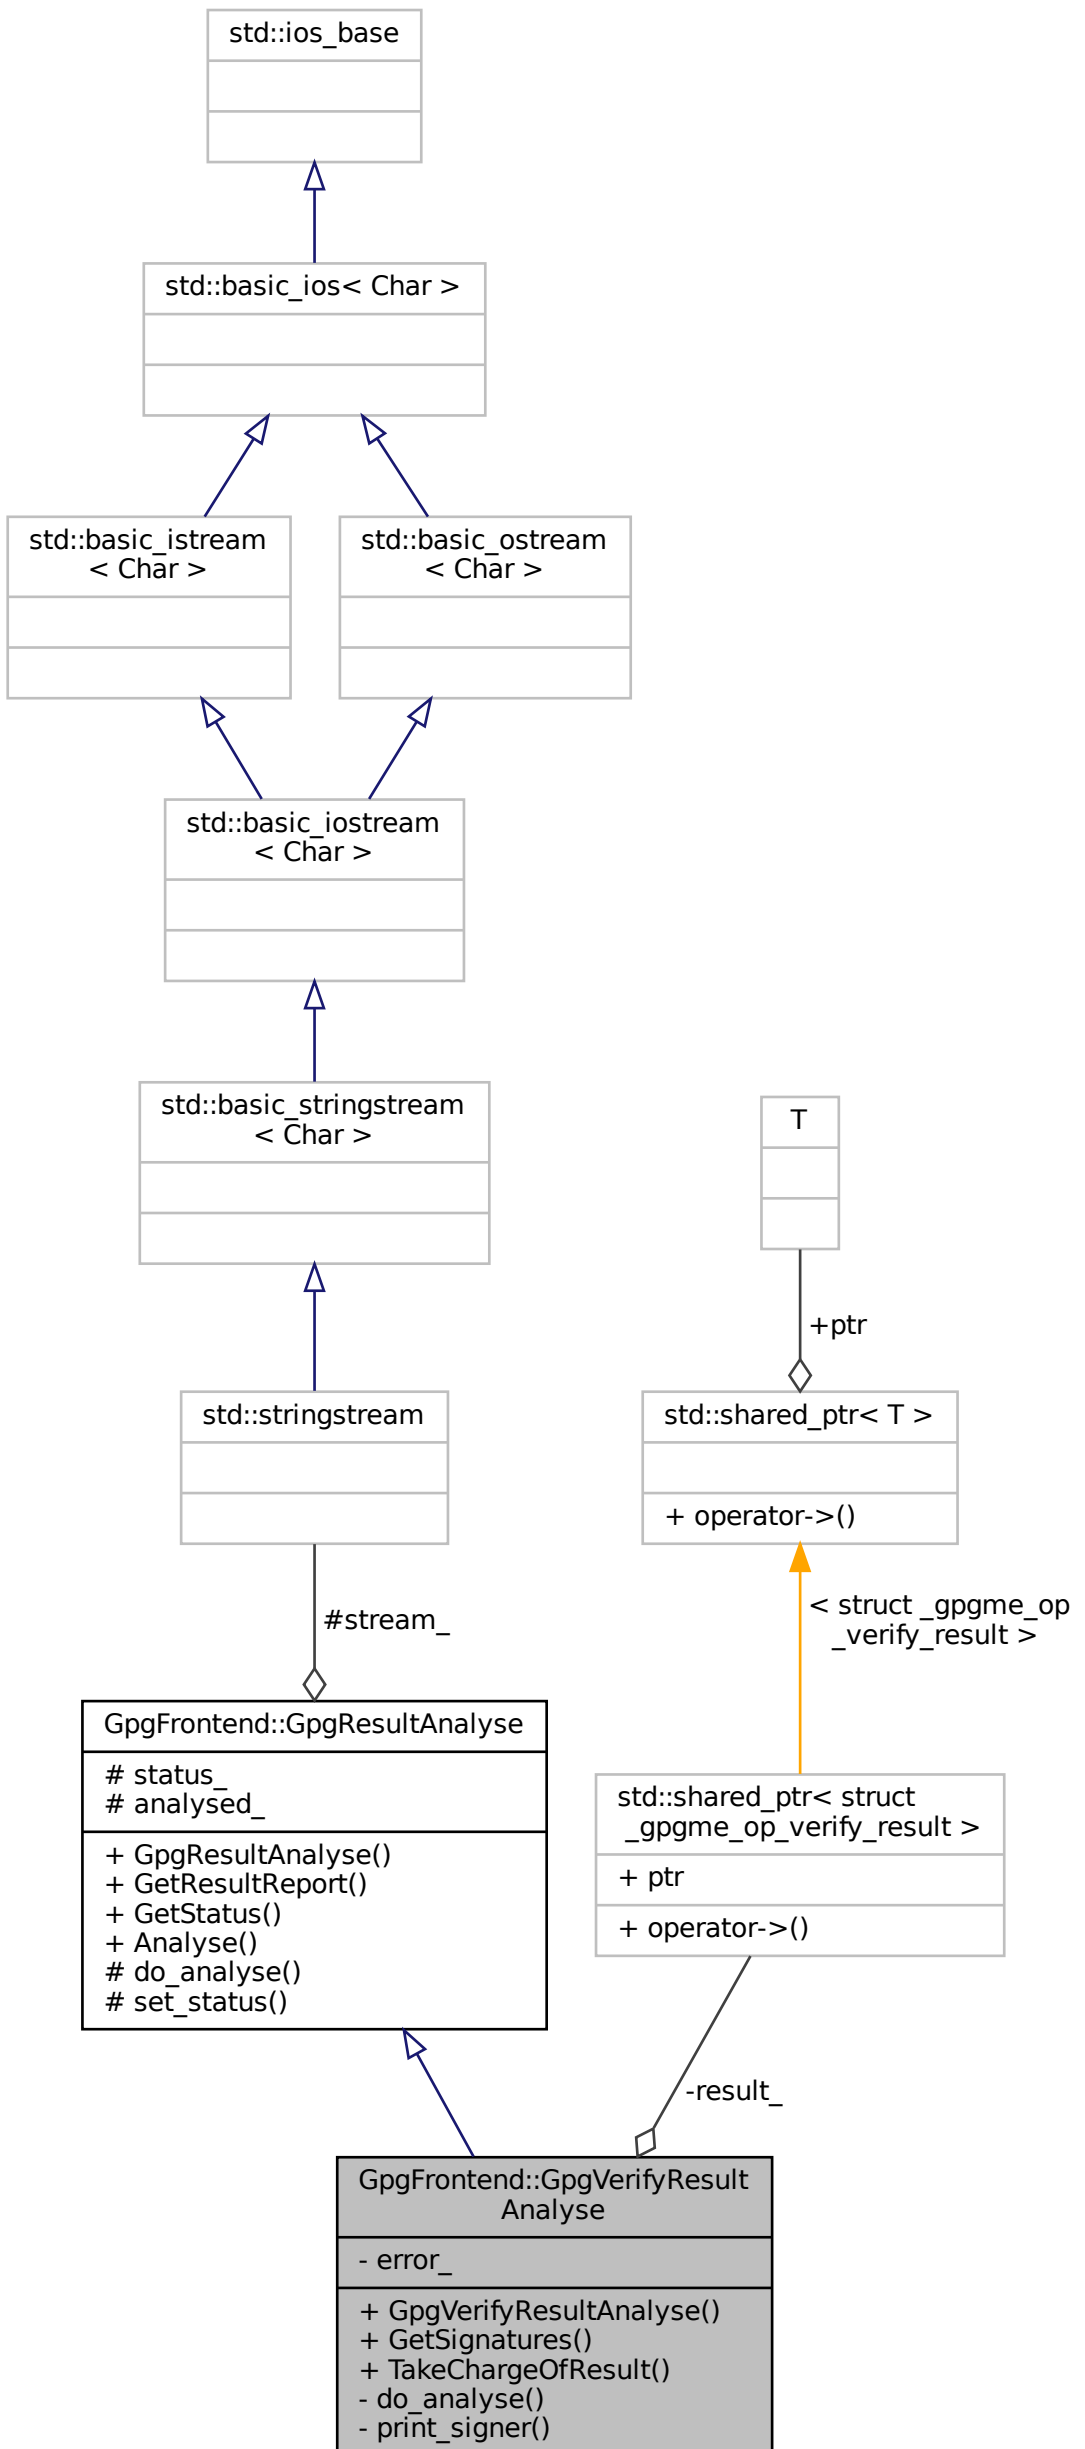 std::ios_base
std::basic_ios< Char >
std::basic_istream
< Char >
std::basic_ostream
< Char >
std::basic_iostream
< Char >
std::basic_stringstream
< Char >
T
+ptr
std::stringstream
std::shared_ptr< T >
+ operator->()
#stream_
< struct _gpgme_op
_verify_result >
GpgFrontend::GpgResultAnalyse
# status_
# analysed_
+ GpgResultAnalyse()
+ GetResultReport()
+ GetStatus()
+ Analyse()
# do_analyse()
# set_status()
std::shared_ptr< struct
_gpgme_op_verify_result >
+ ptr
+ operator->()
-result_
GpgFrontend::GpgVerifyResult
Analyse
- error_
+ GpgVerifyResultAnalyse()
+ GetSignatures()
+ TakeChargeOfResult()
- do_analyse()
- print_signer()